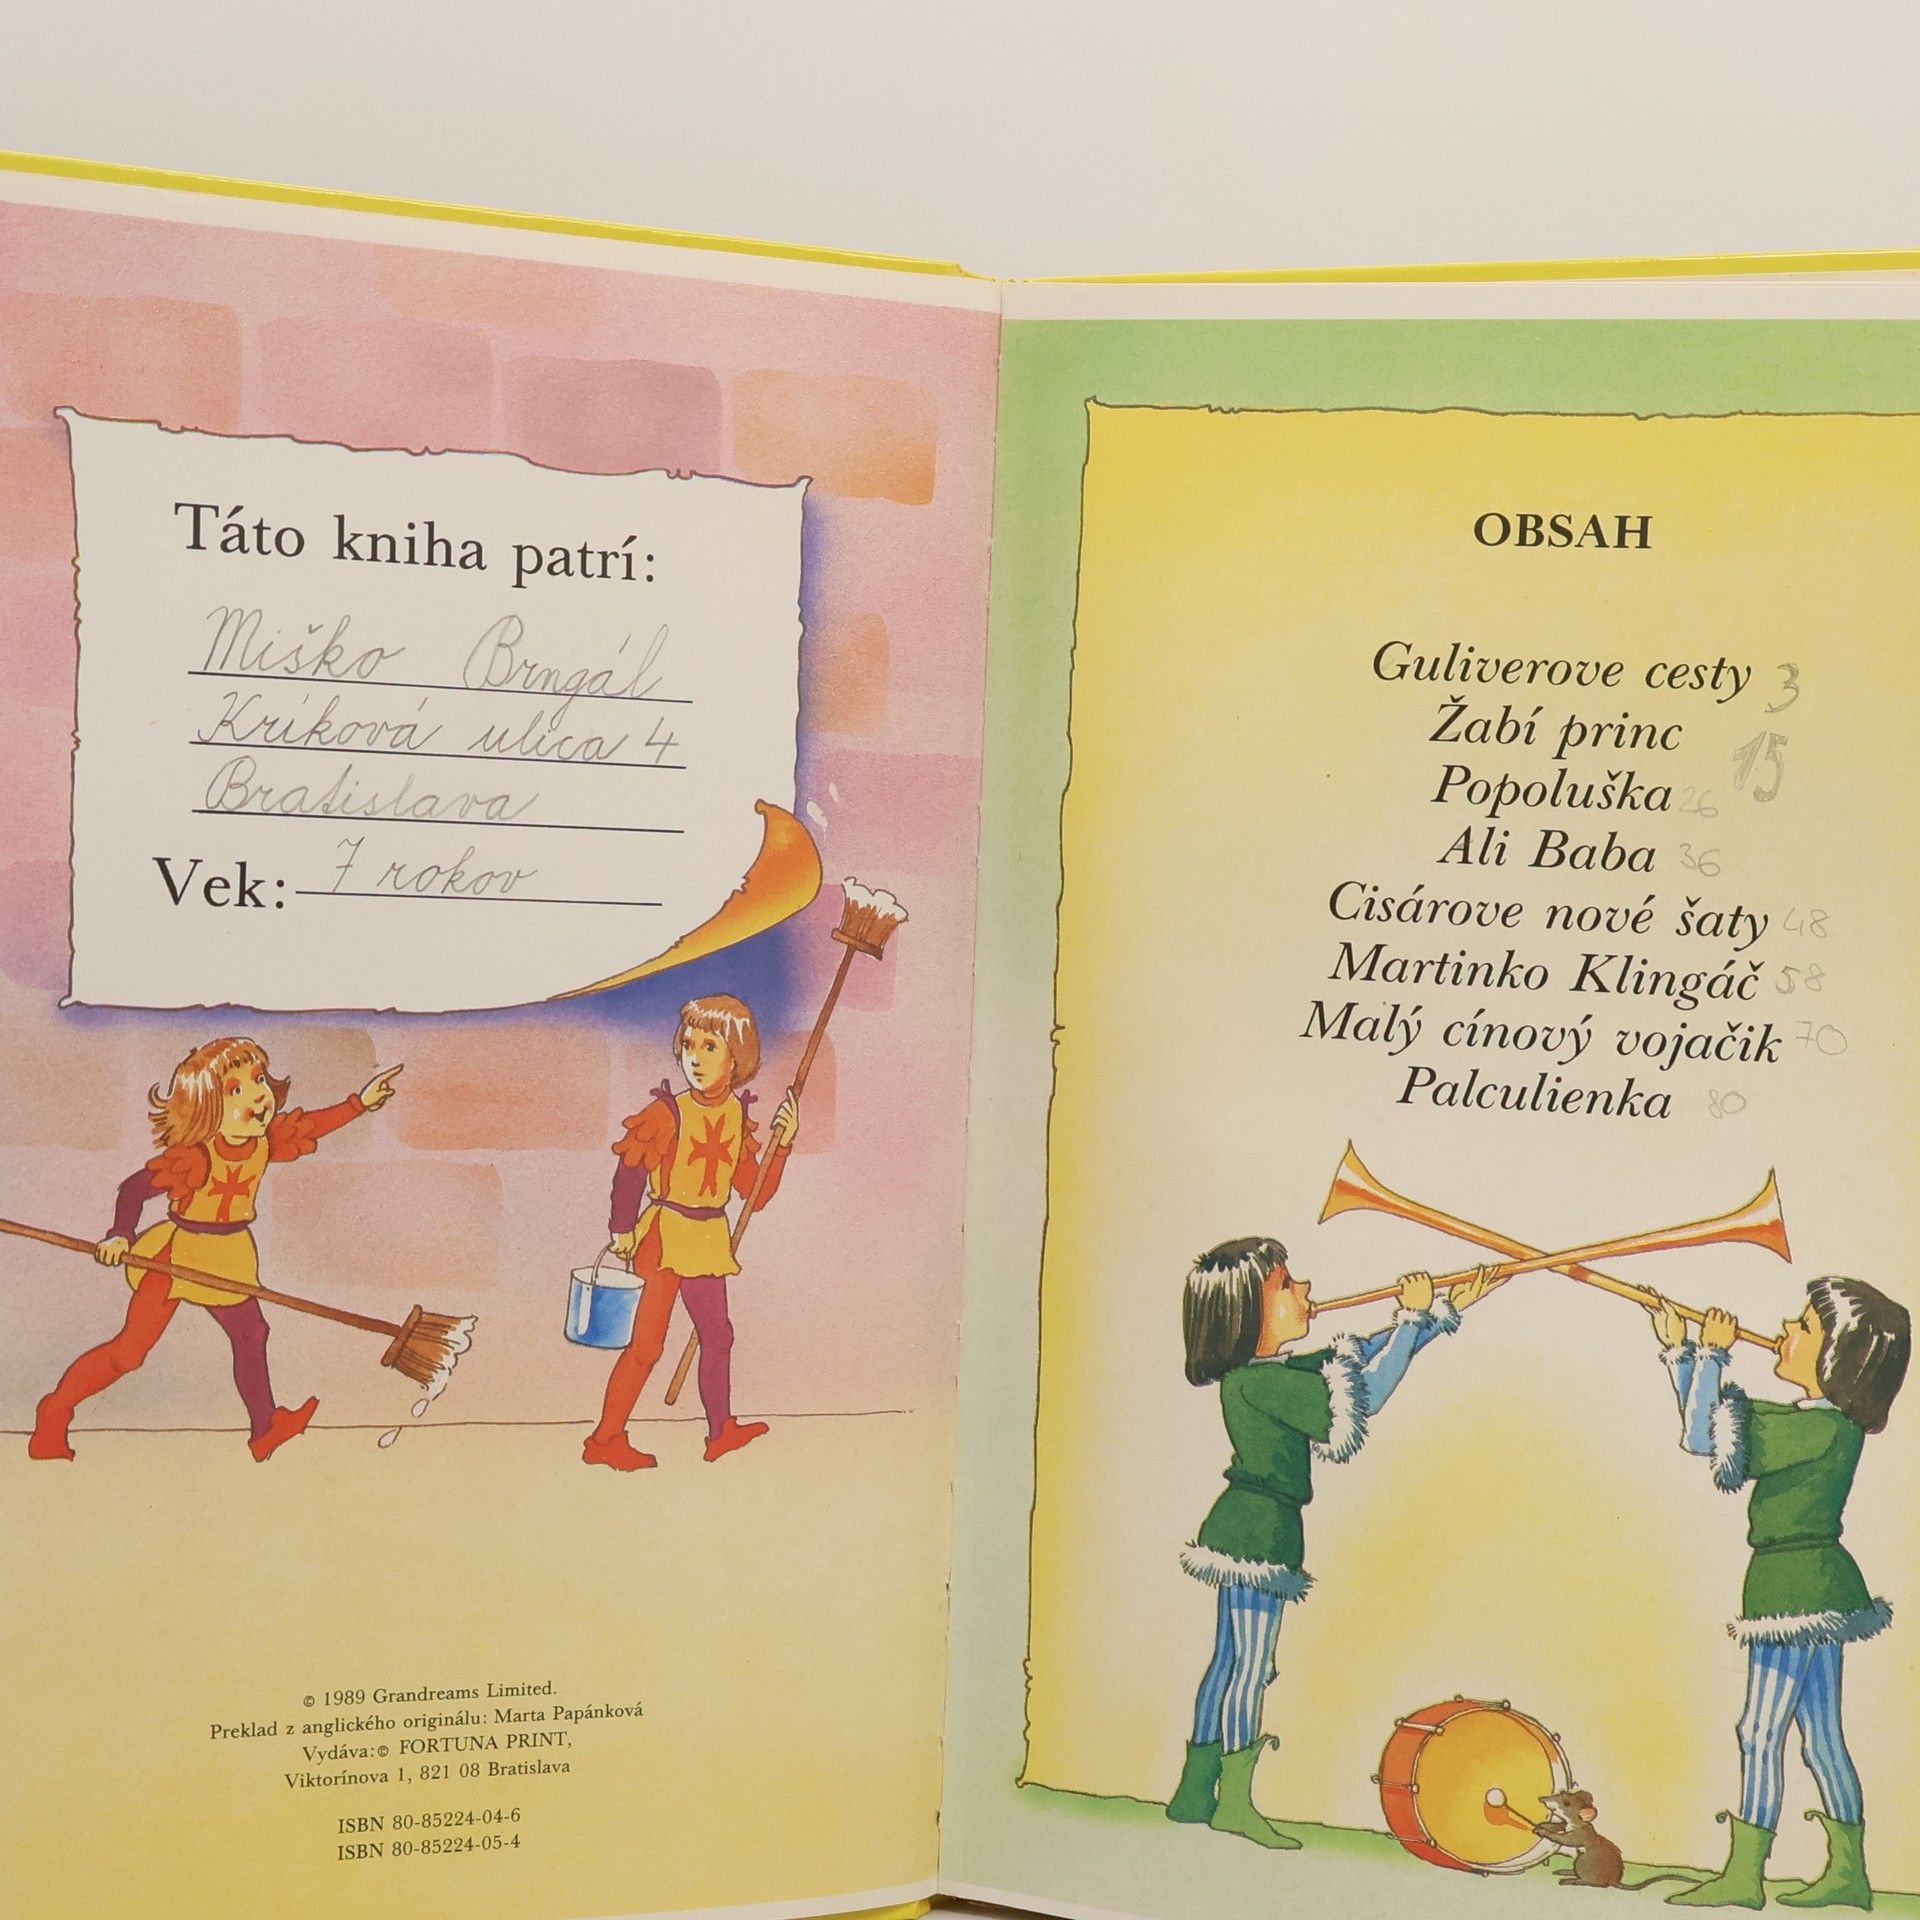 Táto kniha patrí:
Miško Brngál
Kríková ulica 4
Bratislava
Vek: 7 rokov
© 1989 Grandreams Limited.
Preklad z anglického originálu: Marta Papánková
Vydáva: © FORTUNA PRINT,
Viktorínova 1, 821 08 Bratislava
ISBN 80-85224-04-6
ISBN 80-85224-05-4
OBSAH
Guliverove cesty 3
Žabí princ 15
Popoluška 26
Ali Baba 36
Cisárove nové šaty 48
Martinko Klingáč 58
Malý cínový vojačik 70
Palculienka 80